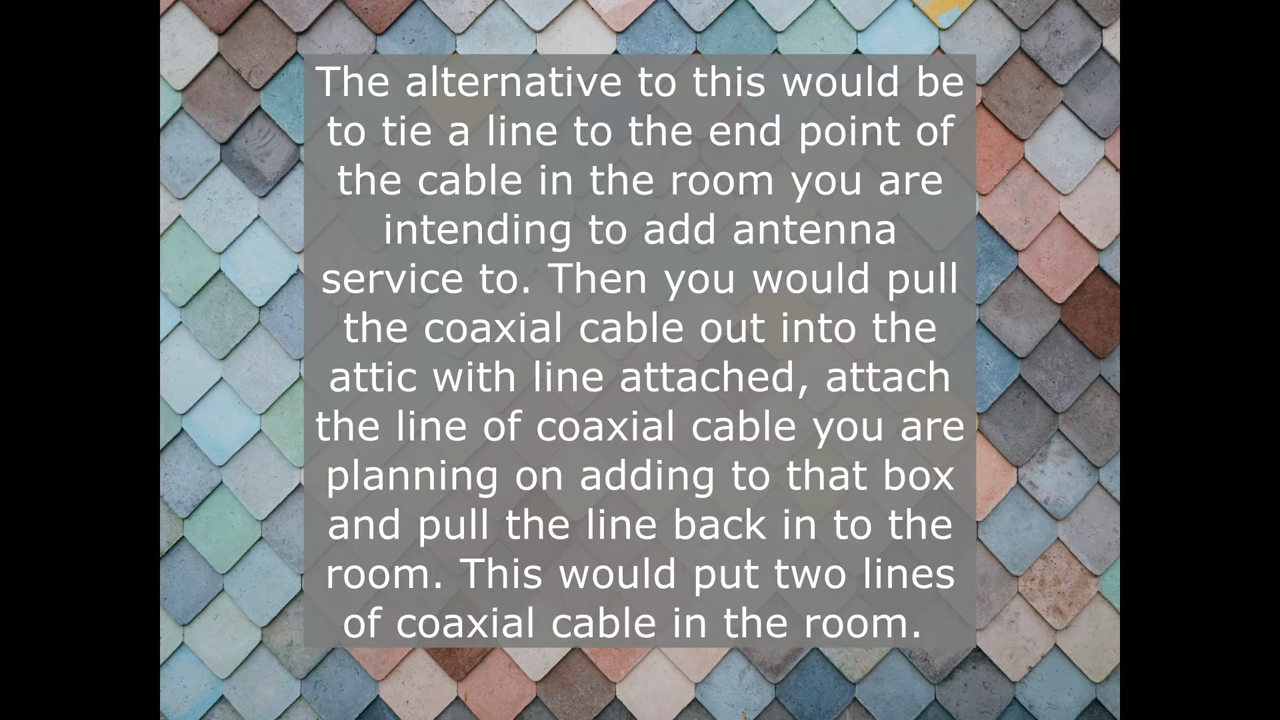 The alternative to this would be
to tie a line to the end point of
the cable in the room you are
intending to add antenna
service to. Then you would pull
the coaxial cable out into the
attic with line attached, attach
the line of coaxial cable you are
planning on adding to that box
and pull the line back in to the
room. This would put two lines
of coaxial cable in the room.